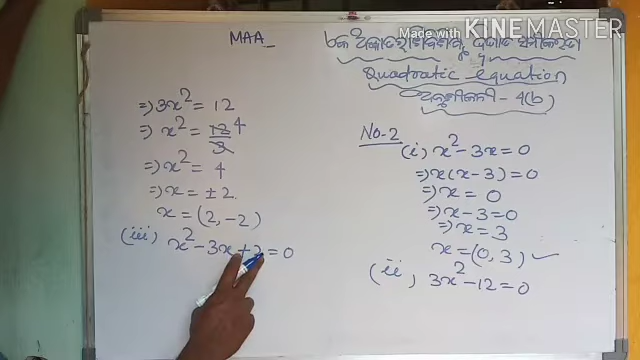 Made with KINEMASTER
MAA
Quadratic equation
4(b)
No-2
(i) x² - 3x = 0
⇒ x(x - 3) = 0
⇒ x = 0
⇒ x - 3 = 0
⇒ x = 3
x = (0, 3)
(ii) 3x² - 12 = 0
⇒ 3x² = 12
⇒ x² = 12/3 4
⇒ x² = 4
⇒ x = ± 2
x = (2, -2)
(iii) x² - 3x + 2 = 0